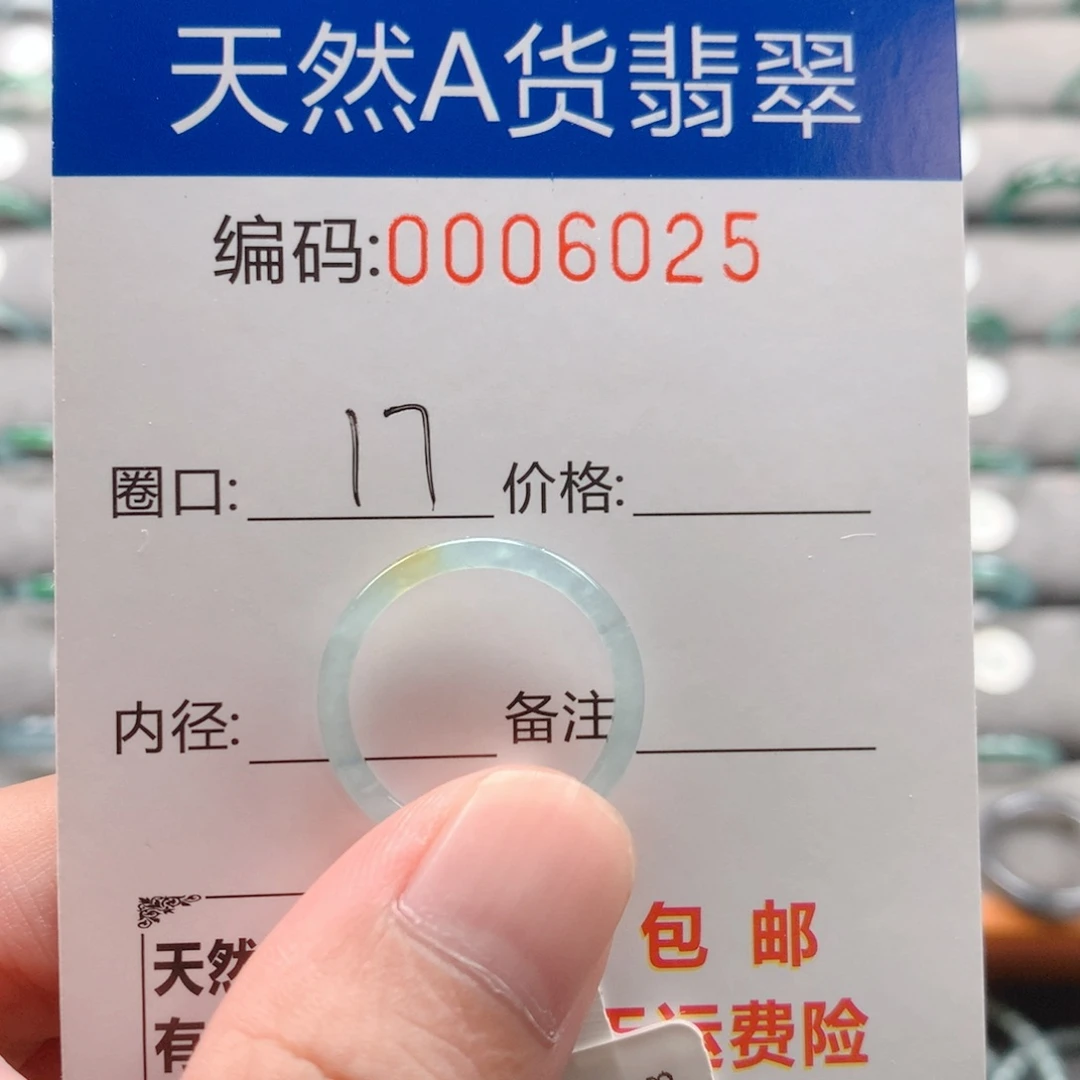 天然A货翡翠
编码:0006025
圈口: 17 价格:
内径: 备注
天然
包邮
有
运费险